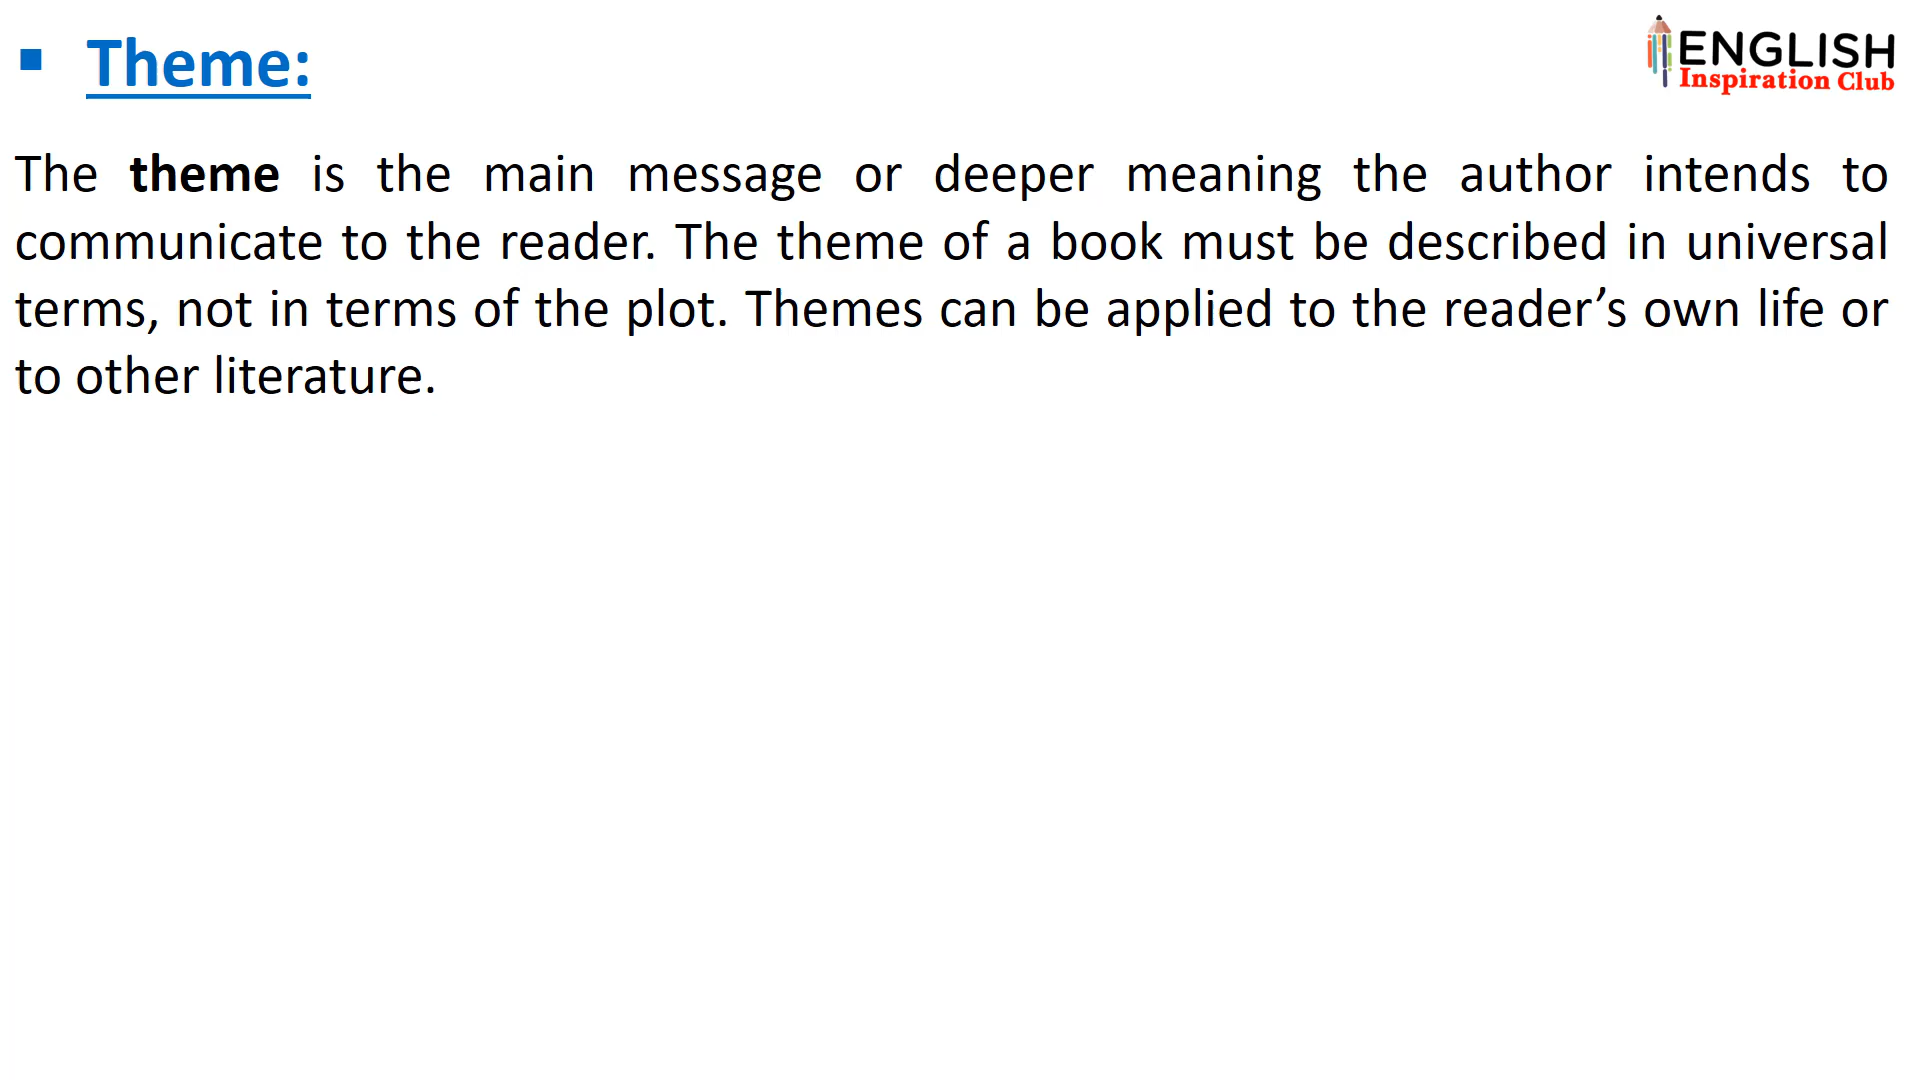 ▪ Theme:
ENGLISH
Inspiration Club
The theme is the main message or deeper meaning the author intends to
communicate to the reader. The theme of a book must be described in universal
terms, not in terms of the plot. Themes can be applied to the reader’s own life or
to other literature.